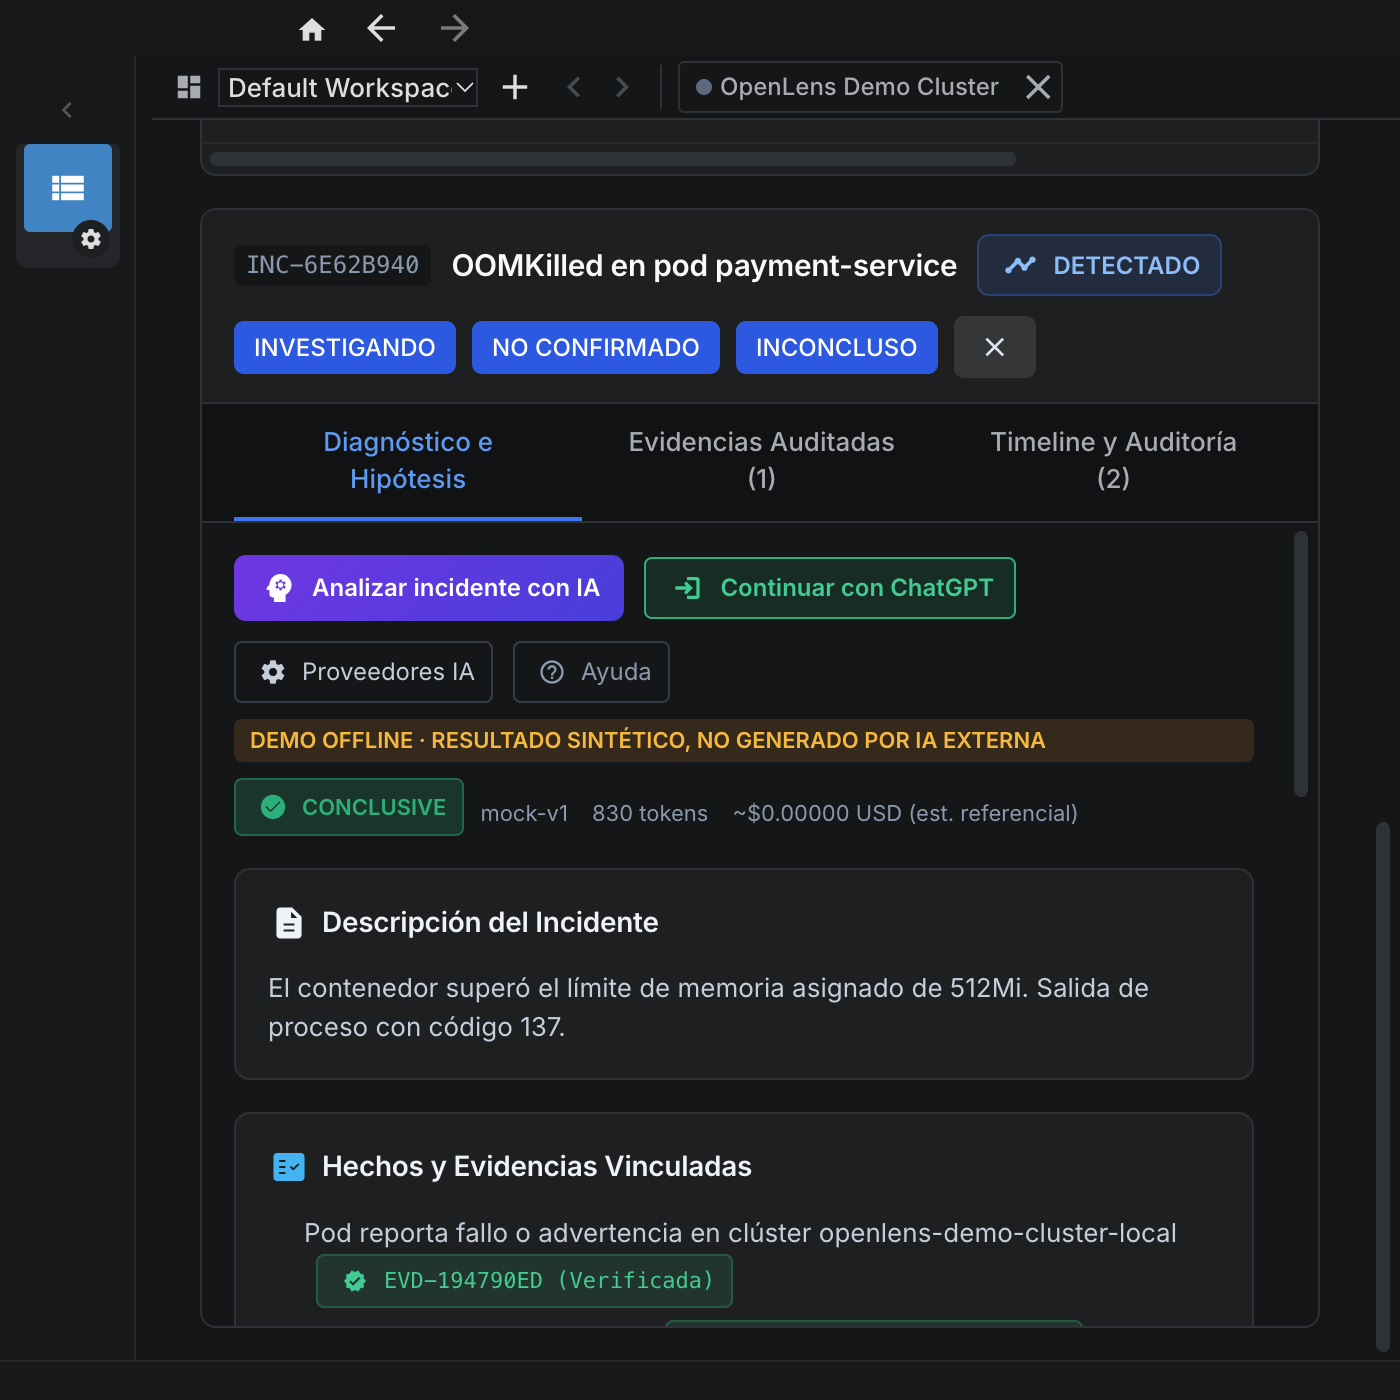 Default Workspac
OpenLens Demo Cluster
INC-6E62B940
OOMKilled en pod payment-service
DETECTADO
INVESTIGANDO
NO CONFIRMADO
INCONCLUSO
Diagnóstico e
Hipótesis
Evidencias Auditadas
(1)
Timeline y Auditoría
(2)
Analizar incidente con IA
Continuar con ChatGPT
Proveedores IA
Ayuda
DEMO OFFLINE · RESULTADO SINTÉTICO, NO GENERADO POR IA EXTERNA
CONCLUSIVE
mock-v1 830 tokens ~$0.00000 USD (est. referencial)
Descripción del Incidente
El contenedor superó el límite de memoria asignado de 512Mi. Salida de
proceso con código 137.
Hechos y Evidencias Vinculadas
Pod reporta fallo o advertencia en clúster openlens-demo-cluster-local
EVD-194790ED (Verificada)